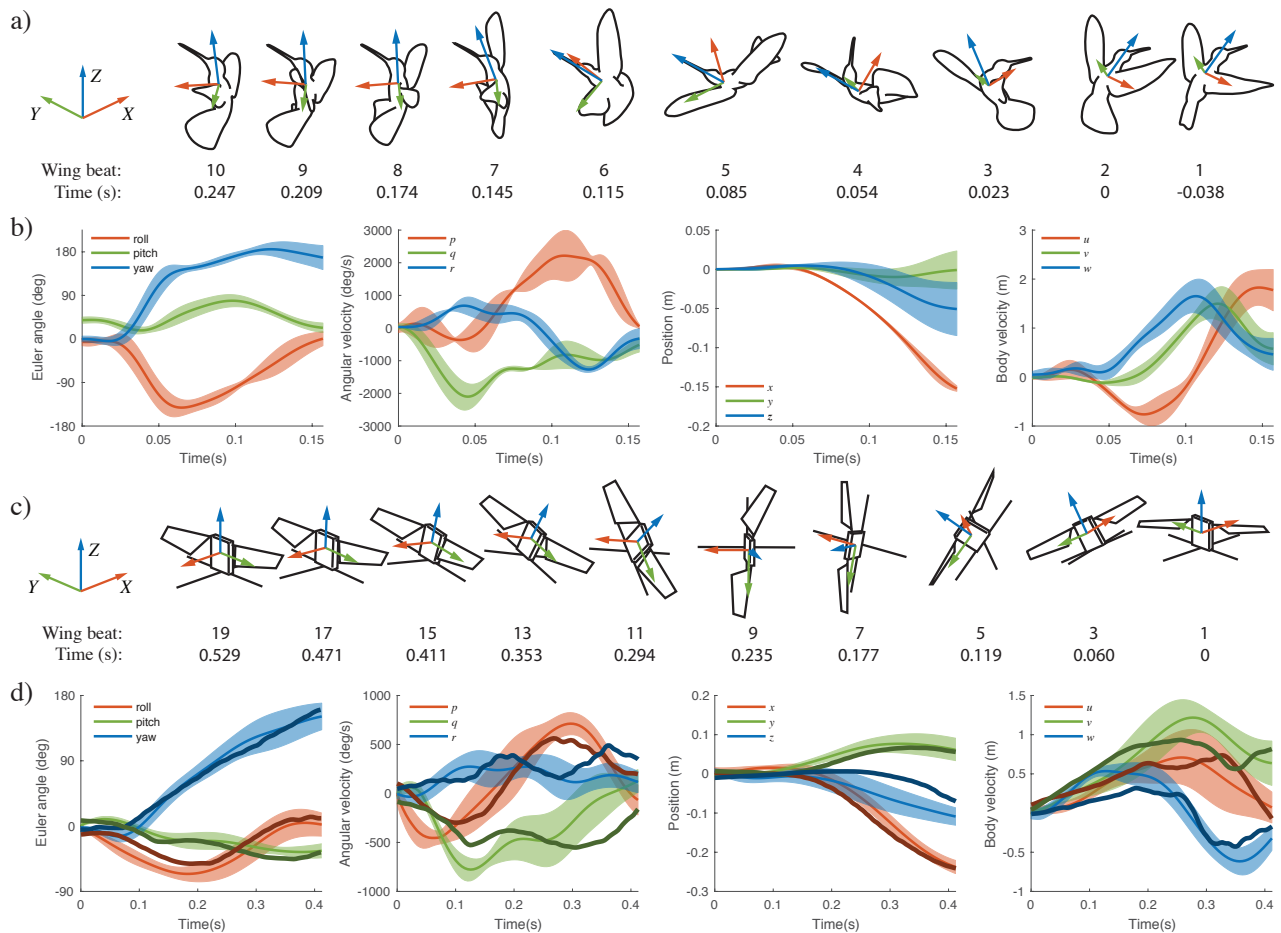 a)
Z
Y X
Wing beat: 10 9 8 7 6 5 4 3 2 1
Time (s): 0.247 0.209 0.174 0.145 0.115 0.085 0.054 0.023 0 -0.038
b)
roll
pitch
yaw
180
90
0
-90
-180
Euler angle (deg)
0 0.05 0.1 0.15
Time(s)
p
q
r
3000
2000
1000
0
-1000
-2000
-3000
Angular velocity (deg/s)
0 0.05 0.1 0.15
Time(s)
0.05
0
-0.05
-0.1
-0.15
-0.2
Position (m)
x
y
z
0 0.05 0.1 0.15
Time(s)
u
v
w
3
2
1
0
-1
Body velocity (m)
0 0.05 0.1 0.15
Time(s)
c)
Z
Y X
Wing beat: 19 17 15 13 11 9 7 5 3 1
Time (s): 0.529 0.471 0.411 0.353 0.294 0.235 0.177 0.119 0.060 0
d)
roll
pitch
yaw
180
90
0
-90
Euler angle (deg)
0 0.1 0.2 0.3 0.4
Time(s)
p
q
r
1000
500
0
-500
-1000
Angular velocity (deg/s)
0 0.1 0.2 0.3 0.4
Time(s)
x
y
z
0.2
0.1
0
-0.1
-0.2
-0.3
Position (m)
0 0.1 0.2 0.3 0.4
Time(s)
u
v
w
1.5
1
0.5
0
-0.5
-1
Body velocity (m)
0 0.1 0.2 0.3 0.4
Time(s)